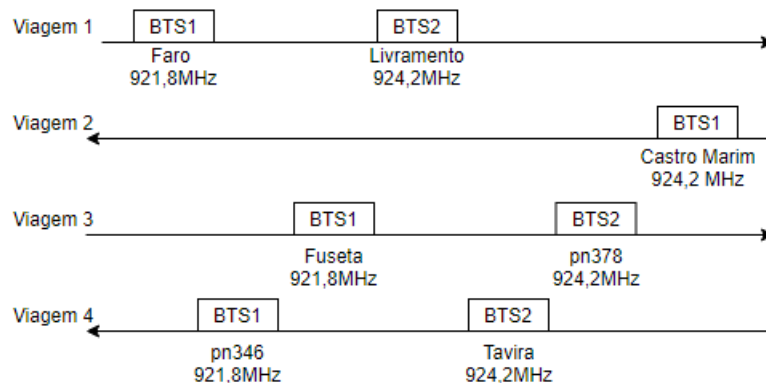 Viagem 1
BTS1
BTS2
Faro
921,8MHz
Livramento
924,2MHz
Viagem 2
BTS1
Castro Marim
924,2 MHz
Viagem 3
BTS1
BTS2
Fuseta
921,8MHz
pn378
924,2MHz
Viagem 4
BTS1
BTS2
pn346
921,8MHz
Tavira
924,2MHz